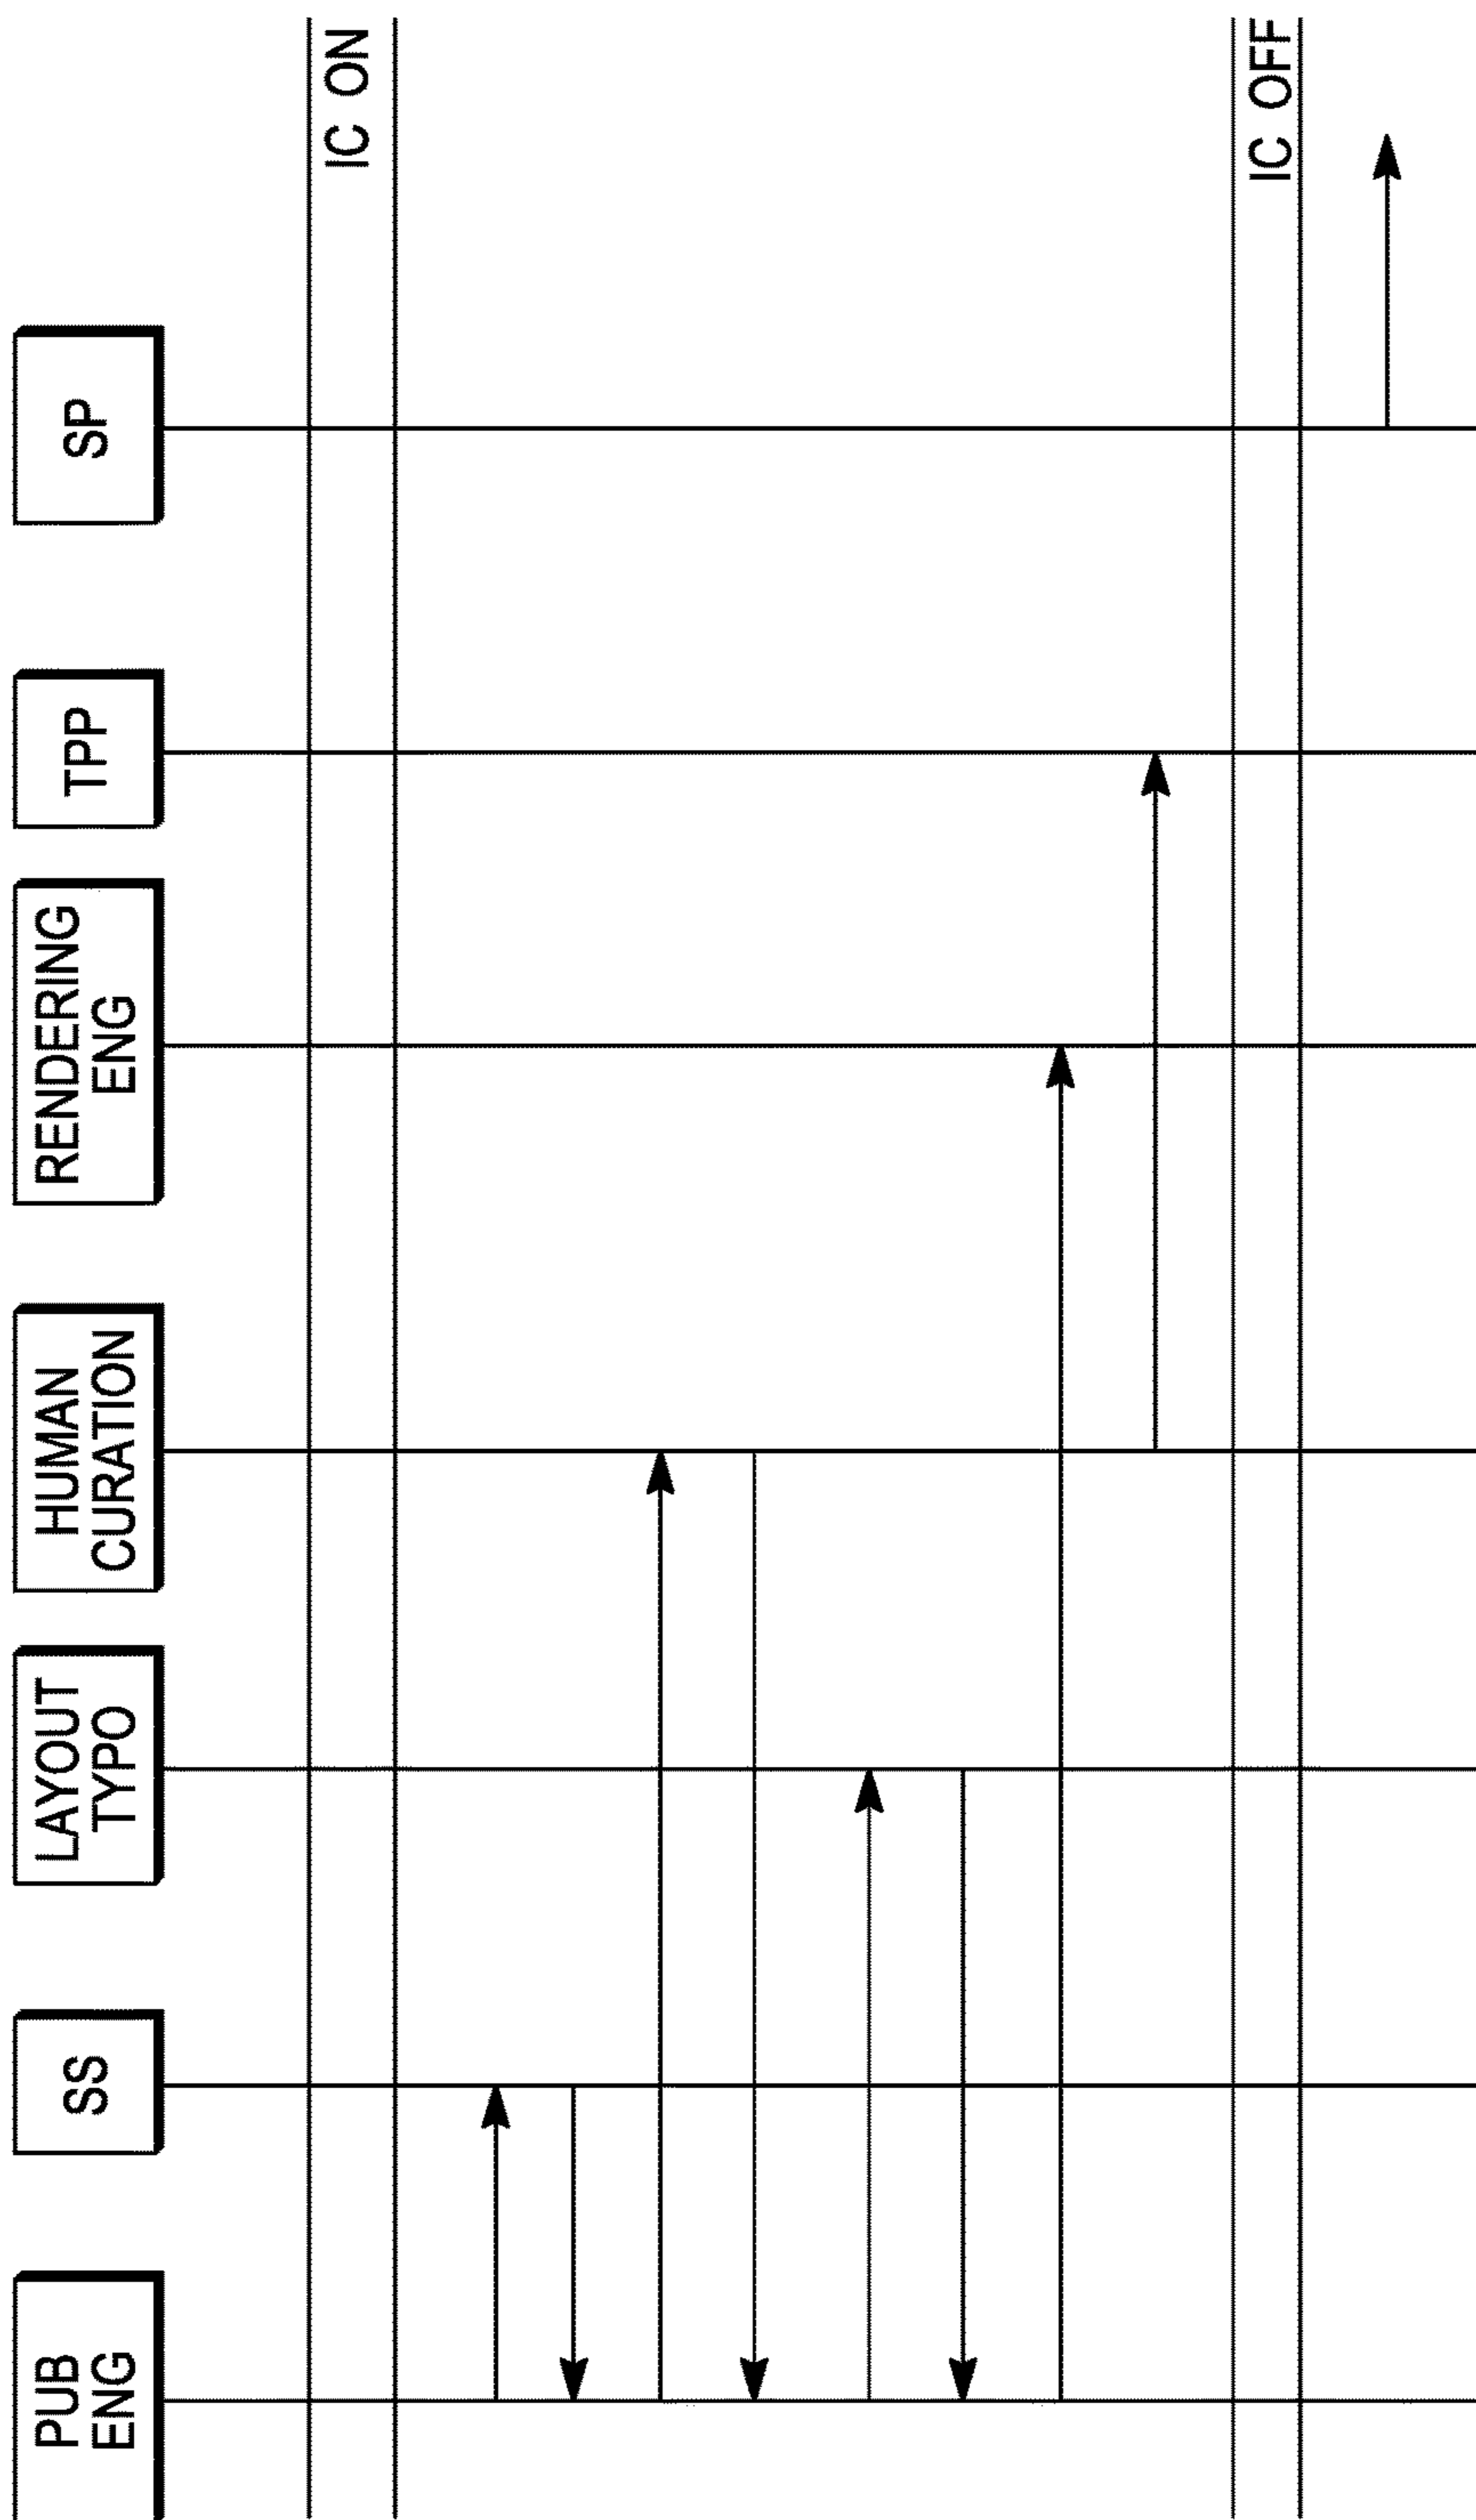 PUB
ENG
SS
LAYOUT
TYPO
HUMAN
CURATION
RENDERING
ENG
TPP
SP
IC ON
IC OFF